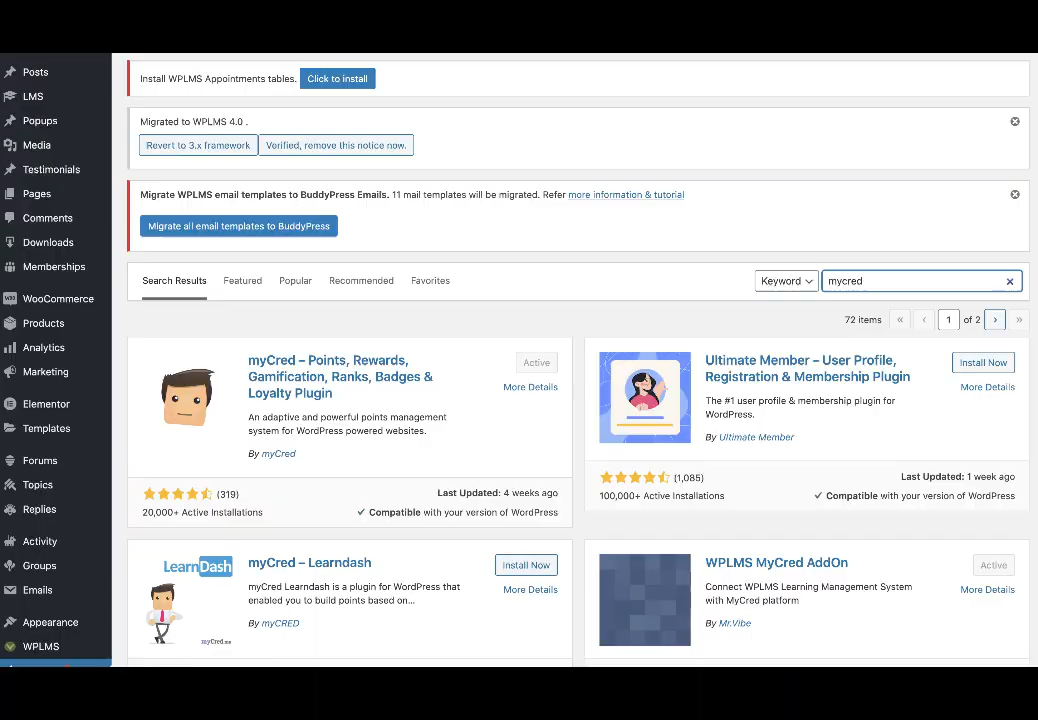 Posts
LMS
Popups
Media
Testimonials
Pages
Comments
Downloads
Memberships
WooCommerce
Products
Analytics
Marketing
Elementor
Templates
Forums
Topics
Replies
Activity
Groups
Emails
Appearance
WPLMS
Install WPLMS Appointments tables. Click to install
Migrated to WPLMS 4.0 .
Revert to 3.x framework Verified, remove this notice now.
Migrate WPLMS email templates to BuddyPress Emails. 11 mail templates will be migrated. Refer more information & tutorial
Migrate all email templates to BuddyPress
Search Results Featured Popular Recommended Favorites Keyword mycred
72 items « ‹ 1 of 2 › »
myCred – Points, Rewards,
Gamification, Ranks, Badges &
Loyalty Plugin
Active
More Details
An adaptive and powerful points management
system for WordPress powered websites.
By myCred
(319)
Last Updated: 4 weeks ago
20,000+ Active Installations
✓ Compatible with your version of WordPress
Ultimate Member – User Profile,
Registration & Membership Plugin
Install Now
More Details
The #1 user profile & membership plugin for
WordPress.
By Ultimate Member
(1,085)
Last Updated: 1 week ago
100,000+ Active Installations
✓ Compatible with your version of WordPress
LearnDash
myCred.me
myCred – Learndash
Install Now
More Details
myCred Learndash is a plugin for WordPress that
enabled you to build points based on...
By myCRED
WPLMS MyCred AddOn
Active
More Details
Connect WPLMS Learning Management System
with MyCred platform
By Mr.Vibe